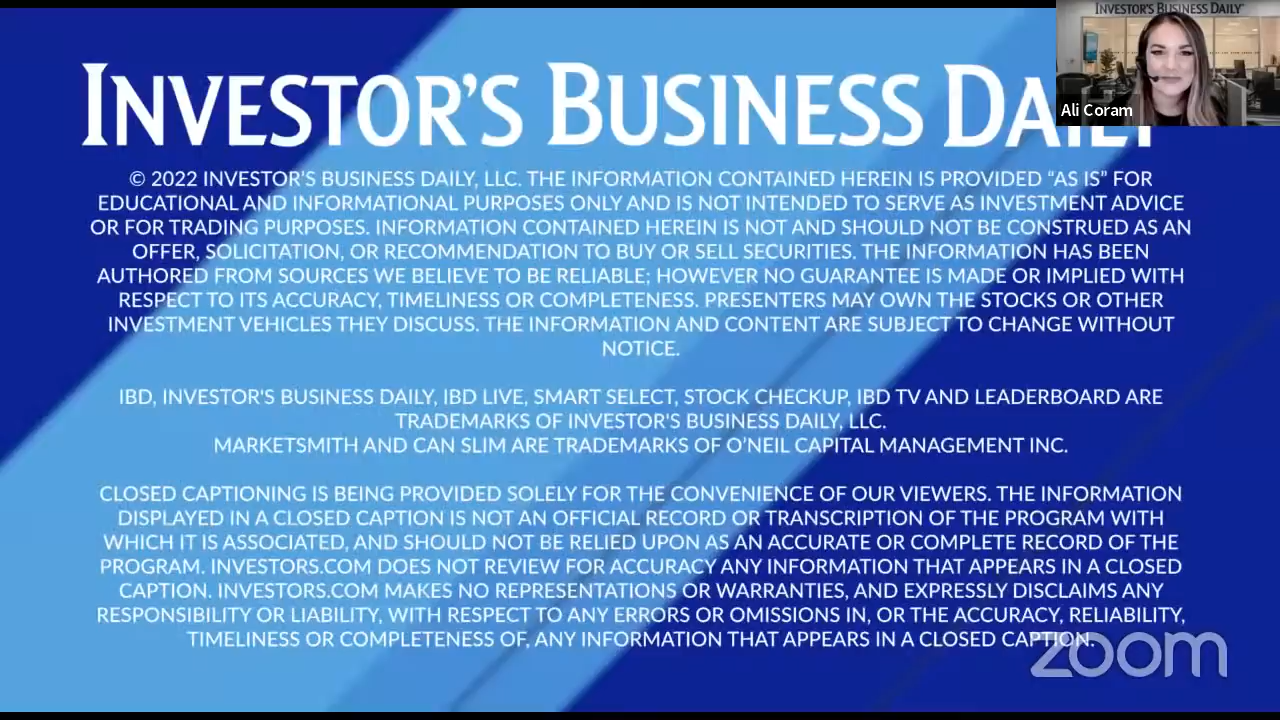 INVESTOR'S BUSINESS DAILY
INVESTOR'S BUSINESS DAILY
Ali Coram
© 2022 INVESTOR'S BUSINESS DAILY, LLC. THE INFORMATION CONTAINED HEREIN IS PROVIDED “AS IS” FOR
EDUCATIONAL AND INFORMATIONAL PURPOSES ONLY AND IS NOT INTENDED TO SERVE AS INVESTMENT ADVICE
OR FOR TRADING PURPOSES. INFORMATION CONTAINED HEREIN IS NOT AND SHOULD NOT BE CONSTRUED AS AN
OFFER, SOLICITATION, OR RECOMMENDATION TO BUY OR SELL SECURITIES. THE INFORMATION HAS BEEN
AUTHORED FROM SOURCES WE BELIEVE TO BE RELIABLE; HOWEVER NO GUARANTEE IS MADE OR IMPLIED WITH
RESPECT TO ITS ACCURACY, TIMELINESS OR COMPLETENESS. PRESENTERS MAY OWN THE STOCKS OR OTHER
INVESTMENT VEHICLES THEY DISCUSS. THE INFORMATION AND CONTENT ARE SUBJECT TO CHANGE WITHOUT
NOTICE.
IBD, INVESTOR'S BUSINESS DAILY, IBD LIVE, SMART SELECT, STOCK CHECKUP, IBD TV AND LEADERBOARD ARE
TRADEMARKS OF INVESTOR'S BUSINESS DAILY, LLC.
MARKETSMITH AND CAN SLIM ARE TRADEMARKS OF O’NEIL CAPITAL MANAGEMENT INC.
CLOSED CAPTIONING IS BEING PROVIDED SOLELY FOR THE CONVENIENCE OF OUR VIEWERS. THE INFORMATION
DISPLAYED IN A CLOSED CAPTION IS NOT AN OFFICIAL RECORD OR TRANSCRIPTION OF THE PROGRAM WITH
WHICH IT IS ASSOCIATED, AND SHOULD NOT BE RELIED UPON AS AN ACCURATE OR COMPLETE RECORD OF THE
PROGRAM. INVESTORS.COM DOES NOT REVIEW FOR ACCURACY ANY INFORMATION THAT APPEARS IN A CLOSED
CAPTION. INVESTORS.COM MAKES NO REPRESENTATIONS OR WARRANTIES, AND EXPRESSLY DISCLAIMS ANY
RESPONSIBILITY OR LIABILITY, WITH RESPECT TO ANY ERRORS OR OMISSIONS IN, OR THE ACCURACY, RELIABILITY,
TIMELINESS OR COMPLETENESS OF, ANY INFORMATION THAT APPEARS IN A CLOSED CAPTION.
zoom